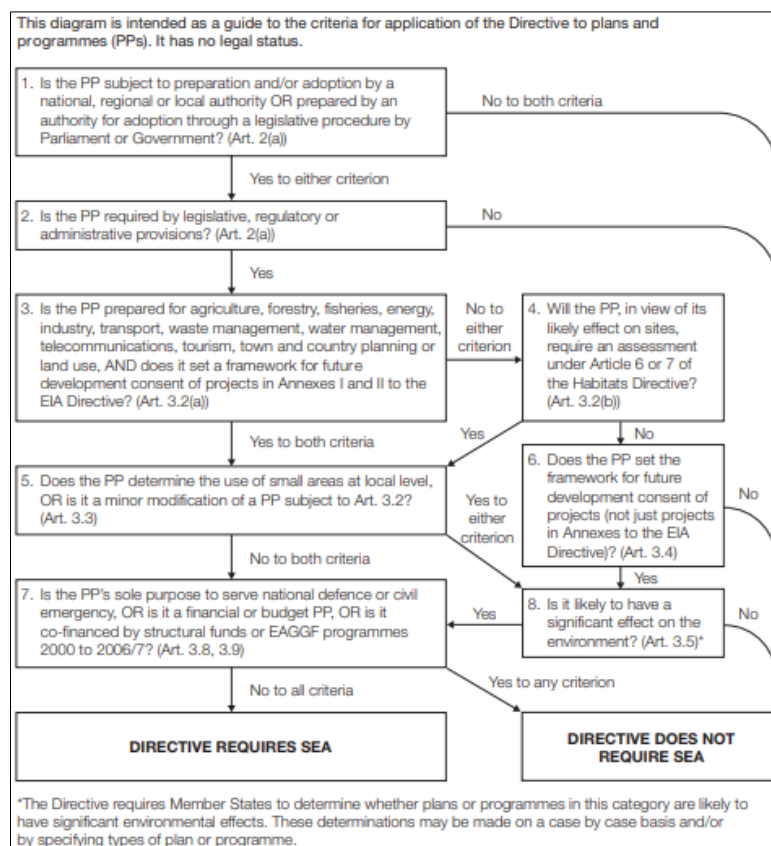 This diagram is intended as a guide to the criteria for application of the Directive to plans and
programmes (PPs). It has no legal status.
1. Is the PP subject to preparation and/or adoption by a
national, regional or local authority OR prepared by an
authority for adoption through a legislative procedure by
Parliament or Government? (Art. 2(a))
No to both criteria
Yes to either criterion
2. Is the PP required by legislative, regulatory or
administrative provisions? (Art. 2(a))
No
Yes
3. Is the PP prepared for agriculture, forestry, fisheries, energy,
industry, transport, waste management, water management,
telecommunications, tourism, town and country planning or
land use, AND does it set a framework for future
development consent of projects in Annexes I and II to the
EIA Directive? (Art. 3.2(a))
No to
either
criterion
4. Will the PP, in view of its
likely effect on sites,
require an assessment
under Article 6 or 7 of
the Habitats Directive?
(Art. 3.2(b))
Yes to both criteria
Yes
No
5. Does the PP determine the use of small areas at local level,
OR is it a minor modification of a PP subject to Art. 3.2?
(Art. 3.3)
Yes to
either
criterion
6. Does the PP set the
framework for future
development consent of
projects (not just projects
in Annexes to the EIA
Directive)? (Art. 3.4)
No
No to both criteria
Yes
7. Is the PP's sole purpose to serve national defence or civil
emergency, OR is it a financial or budget PP, OR is it
co-financed by structural funds or EAGGF programmes
2000 to 2006/7? (Art. 3.8, 3.9)
Yes
8. Is it likely to have a
significant effect on the
environment? (Art. 3.5)*
No
No to all criteria
Yes to any criterion
DIRECTIVE REQUIRES SEA
DIRECTIVE DOES NOT
REQUIRE SEA
*The Directive requires Member States to determine whether plans or programmes in this category are likely to
have significant environmental effects. These determinations may be made on a case by case basis and/or
by specifying types of plan or programme.